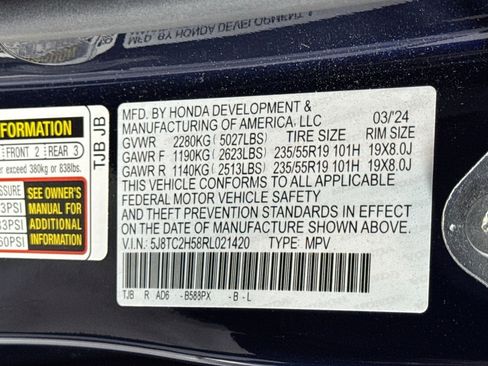 MFG. BY HONDA DEVELOPMENT &
FORMATION
FRONT 2 REAR 3
exceed 380kg or 838lbs.
TJB JB
SEE OWNER'S
MANUAL FOR
ADDITIONAL
INFORMATION
MFD. BY HONDA DEVELOPMENT & 03/'24
MANUFACTURING OF AMERICA, LLC
GVWR 2280KG ( 5027LBS) TIRE SIZE RIM SIZE
GAWR F 1190KG ( 2623LBS) 235/55R19 101H 19X8.0J
GAWR R 1140KG ( 2513LBS) 235/55R19 101H 19X8.0J
THIS VEHICLE CONFORMS TO ALL APPLICABLE
FEDERAL MOTOR VEHICLE SAFETY
AND THEFT PREVENTION STANDARDS IN EFFECT
ON THE DATE OF MANUFACTURE SHOWN ABOVE.
V.I.N: 5J8TC2H58RL021420 TYPE: MPV
TJB R AD6 -B588PX -B-L